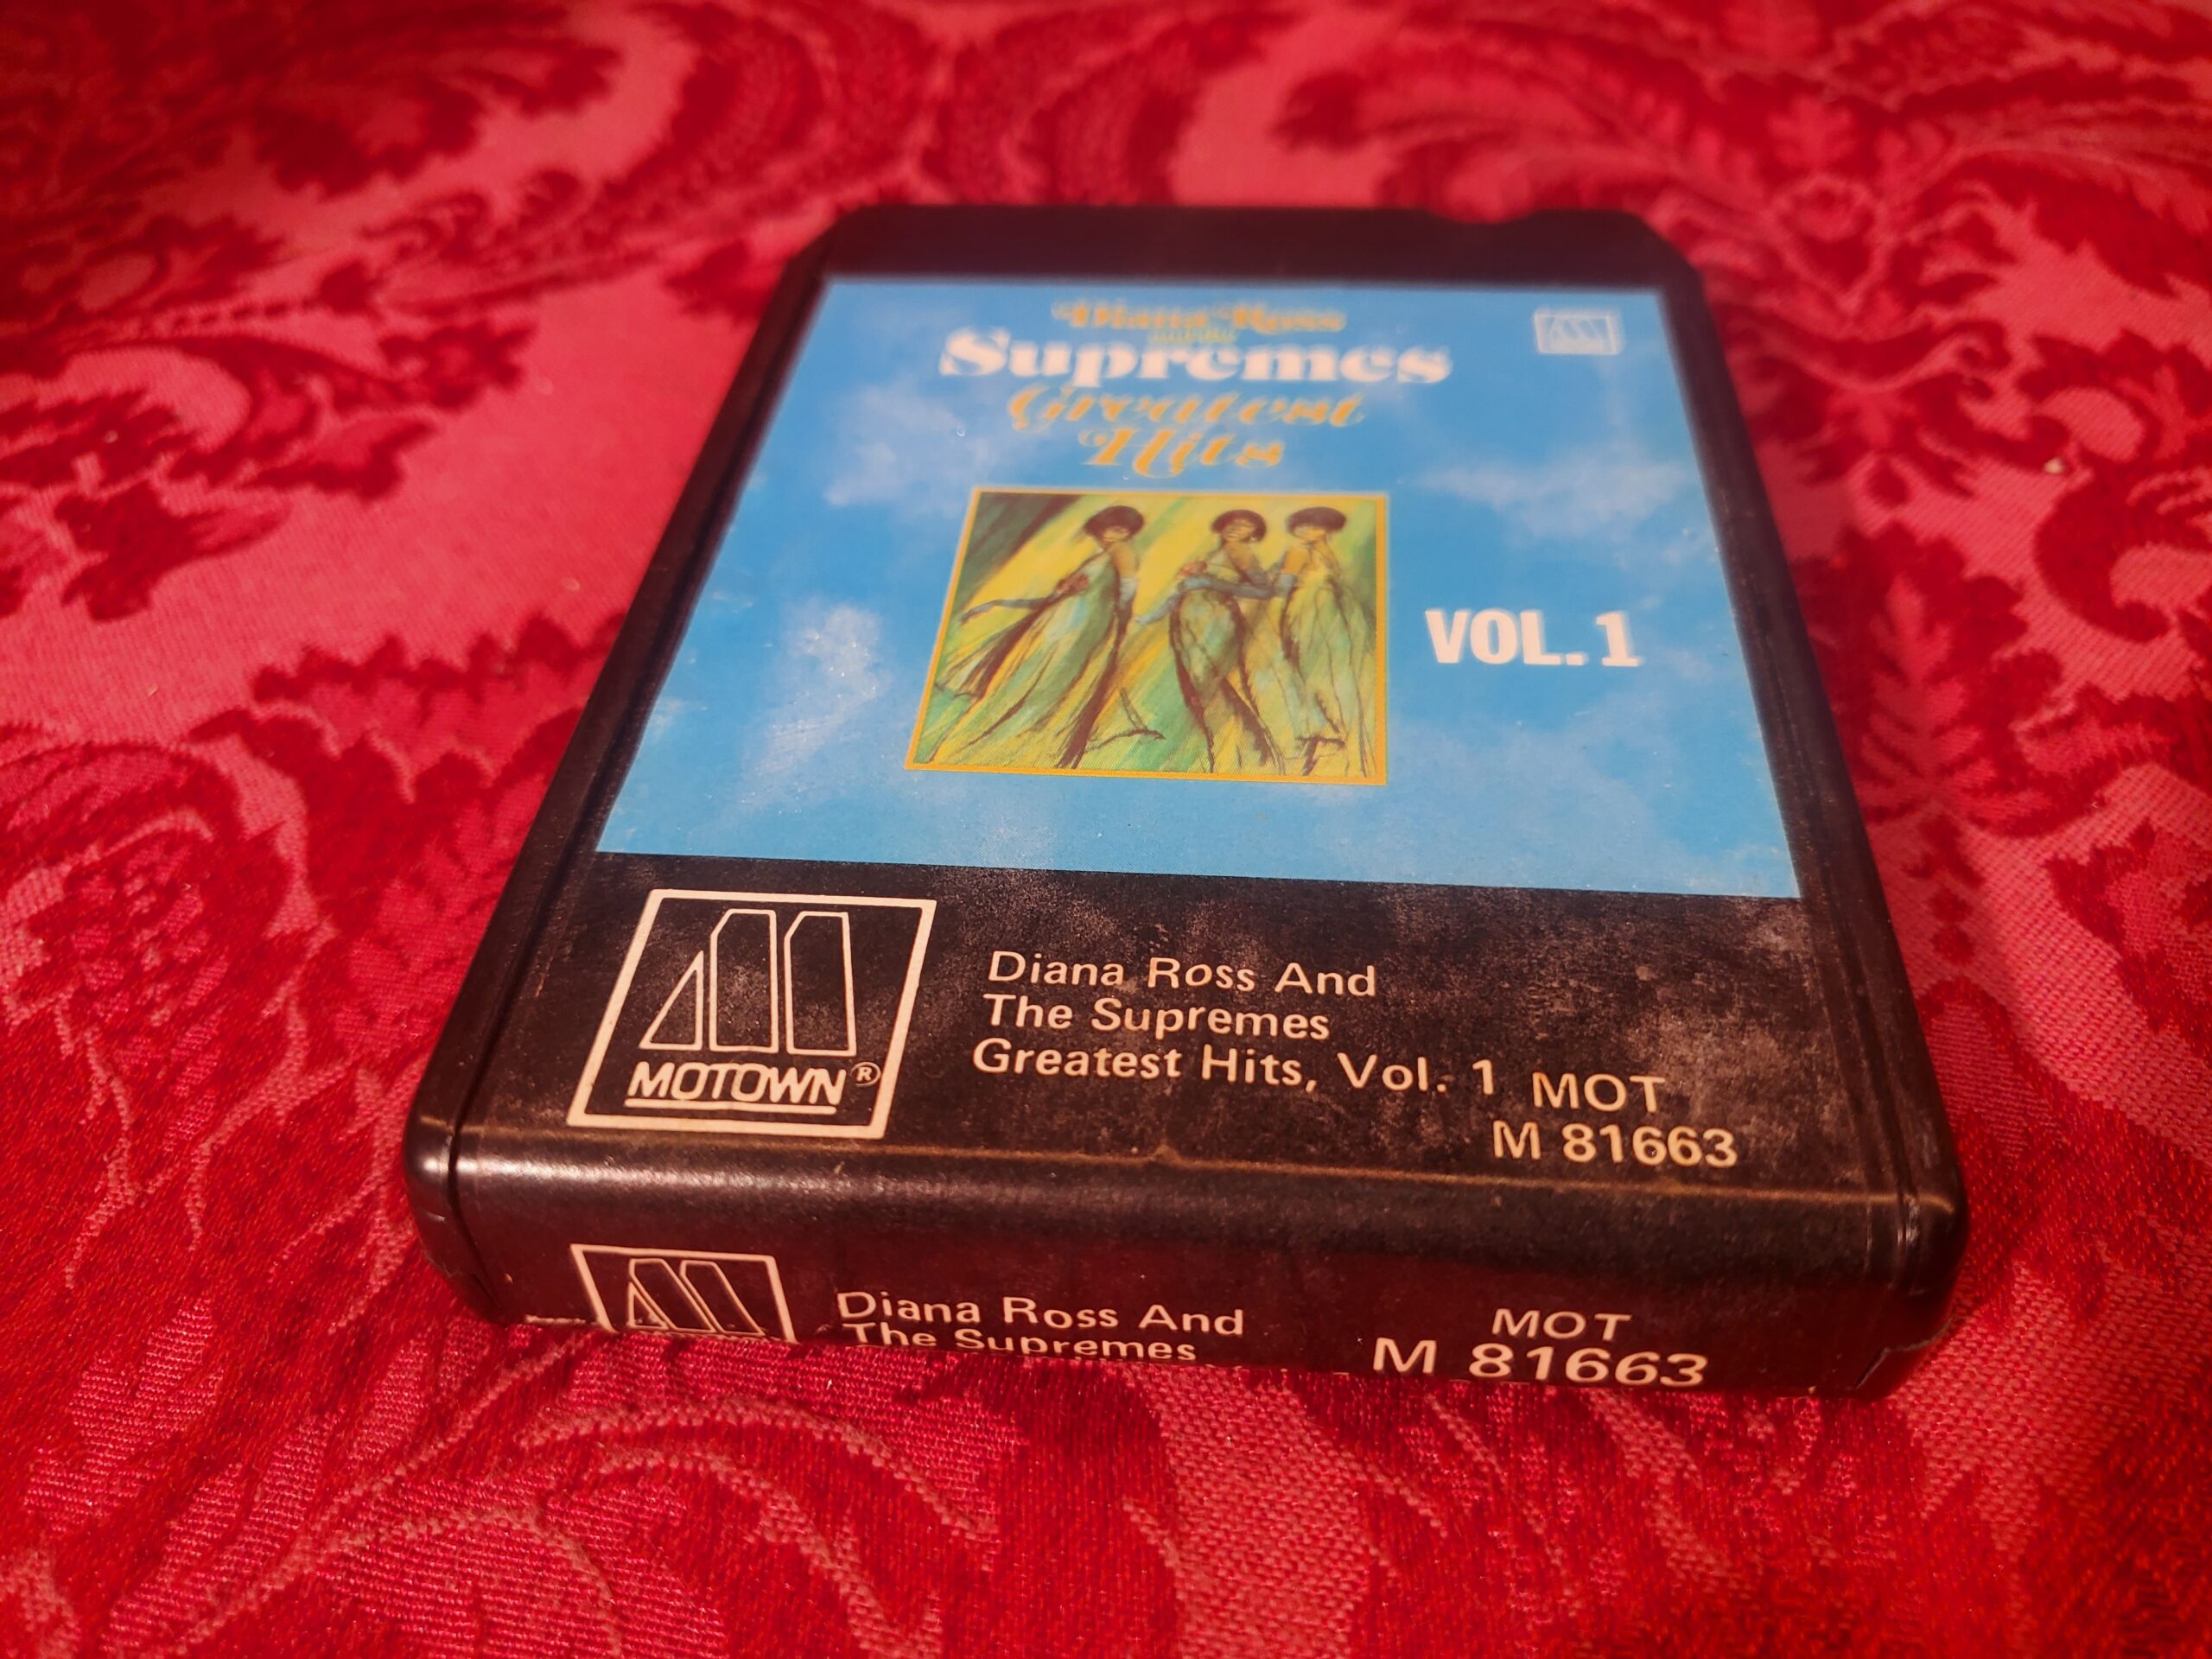 Diana Ross
Supremes
Greatest
Hits
VOL. 1
MOTOWN®
Diana Ross And
The Supremes
Greatest Hits, Vol. 1
MOT
M 81663
Diana Ross And
The Supremes
MOT
M 81663